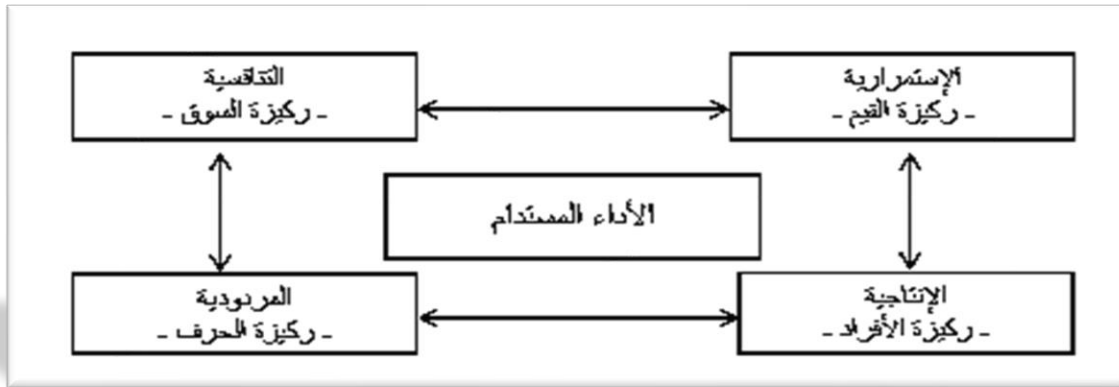 الإستمرارية
- ركيزة القيم -
التنافسية
- ركيزة السوق -
الأداء المستدام
الإنتاجية
- ركيزة الأفراد -
المردودية
- ركيزة الحرف -